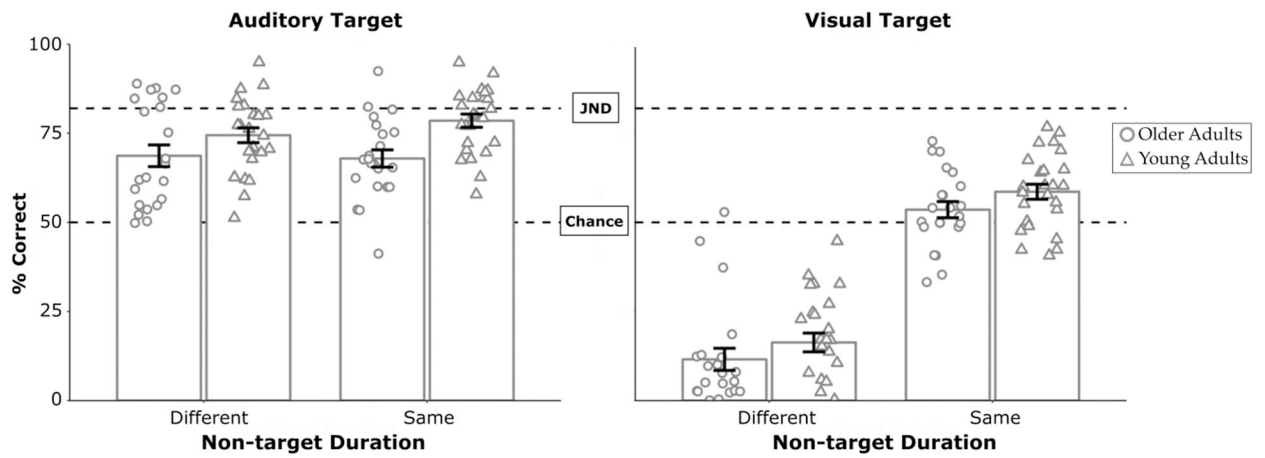 Auditory Target
Visual Target
% Correct
100
75
50
25
0
JND
Chance
Older Adults
Young Adults
Different
Same
Different
Same
Non-target Duration
Non-target Duration